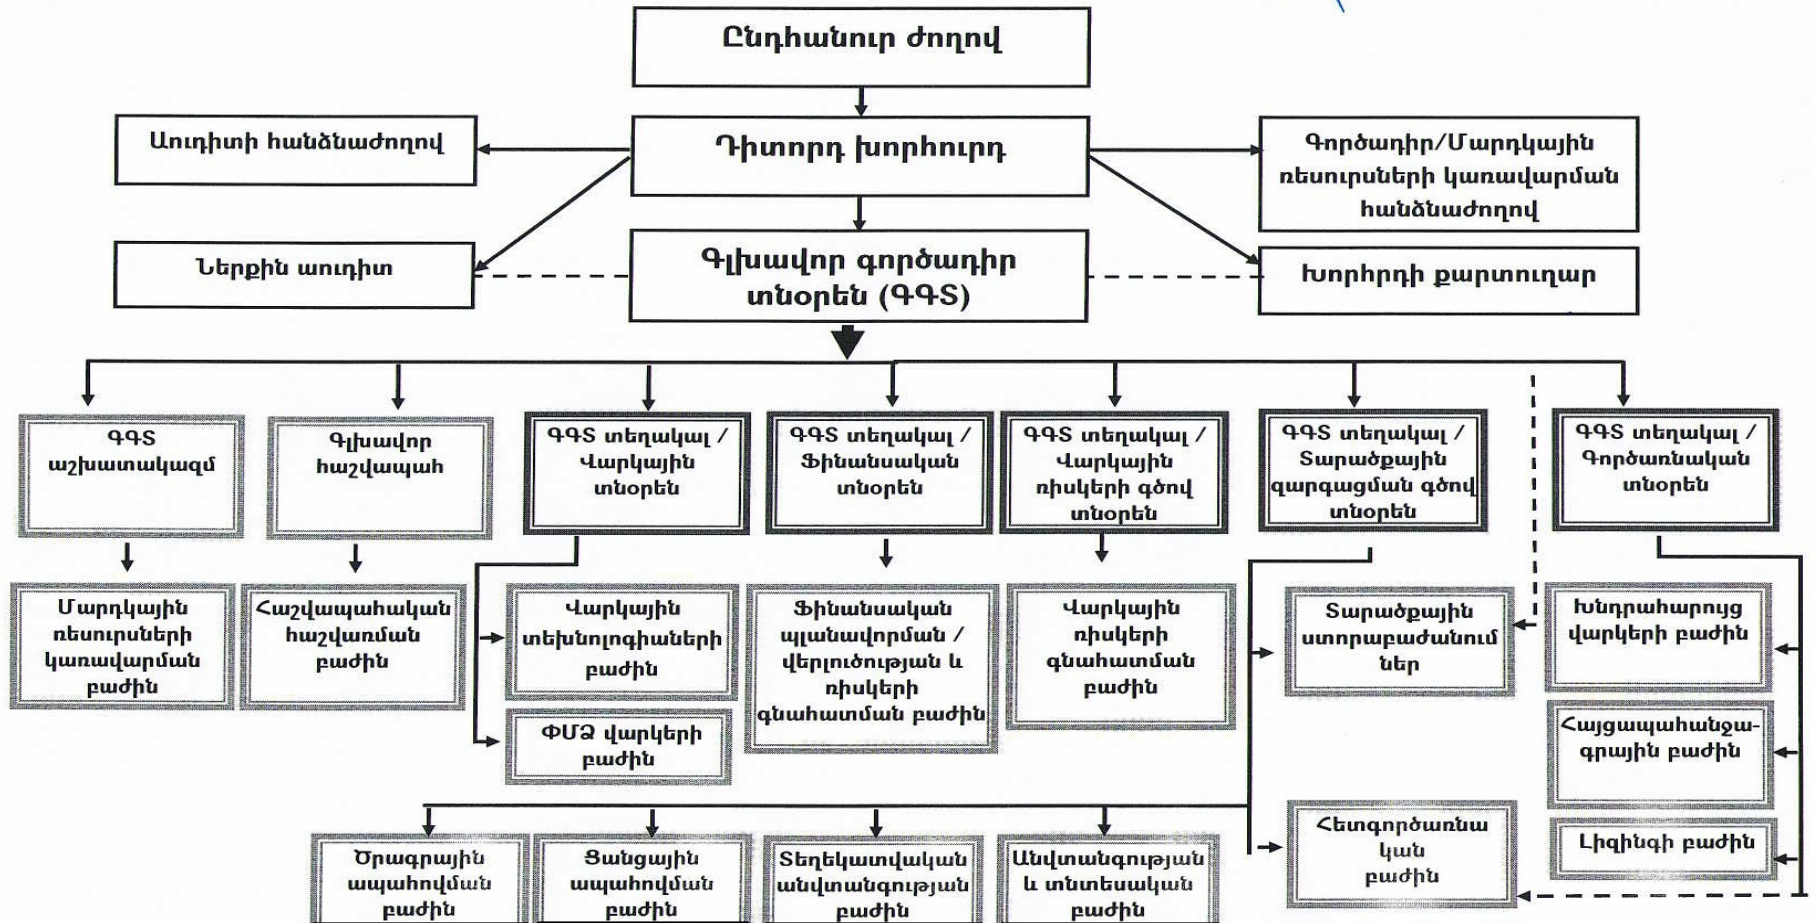 Ընդհանուր ժողով
Աուդիտի հանձնաժողով
Դիտորդ խորհուրդ
Գործադիր/Մարդկային
ռեսուրսների կառավարման
հանձնաժողով
Ներքին աուդիտ
Գլխավոր գործադիր
տնօրեն (ԳԳՏ)
Խորհրդի քարտուղար
ԳԳՏ
աշխատակազմ
Գլխավոր
հաշվապահ
ԳԳՏ տեղակալ /
Վարկային
տնօրեն
ԳԳՏ տեղակալ /
Ֆինանսական
տնօրեն
ԳԳՏ տեղակալ /
Վարկային
ռիսկերի գծով
տնօրեն
ԳԳՏ տեղակալ /
Տարածքային
զարգացման գծով
տնօրեն
ԳԳՏ տեղակալ /
Գործառնական
տնօրեն
Մարդկային
ռեսուրսների
կառավարման
բաժին
Հաշվապահական
հաշվառման
բաժին
Վարկային
տեխնոլոգիաների
բաժին
ՓՄՁ վարկերի
բաժին
Ֆինանսական
պլանավորման /
վերլուծության և
ռիսկերի
գնահատման բաժին
Վարկային
ռիսկերի
գնահատման
բաժին
Տարածքային
ստորաբաժանում
ներ
Խնդրահարույց
վարկերի բաժին
Հայցապահանջա-
գրային բաժին
Լիզինգի բաժին
Ծրագրային
ապահովման
բաժին
Ցանցային
ապահովման
բաժին
Տեղեկատվական
անվտանգության
բաժին
Անվտանգության
և տնտեսական
բաժին
Հետգործառնա
կան
բաժին